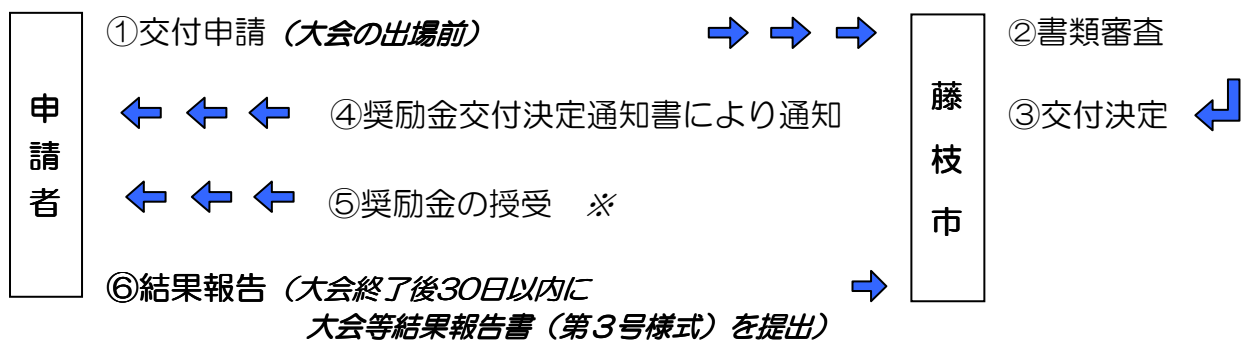 申請者
①交付申請（大会の出場前）
②書類審査
藤枝市
④奨励金交付決定通知書により通知
③交付決定
⑤奨励金の授受　※
⑥結果報告（大会終了後30日以内に
大会等結果報告書（第３号様式）を提出）